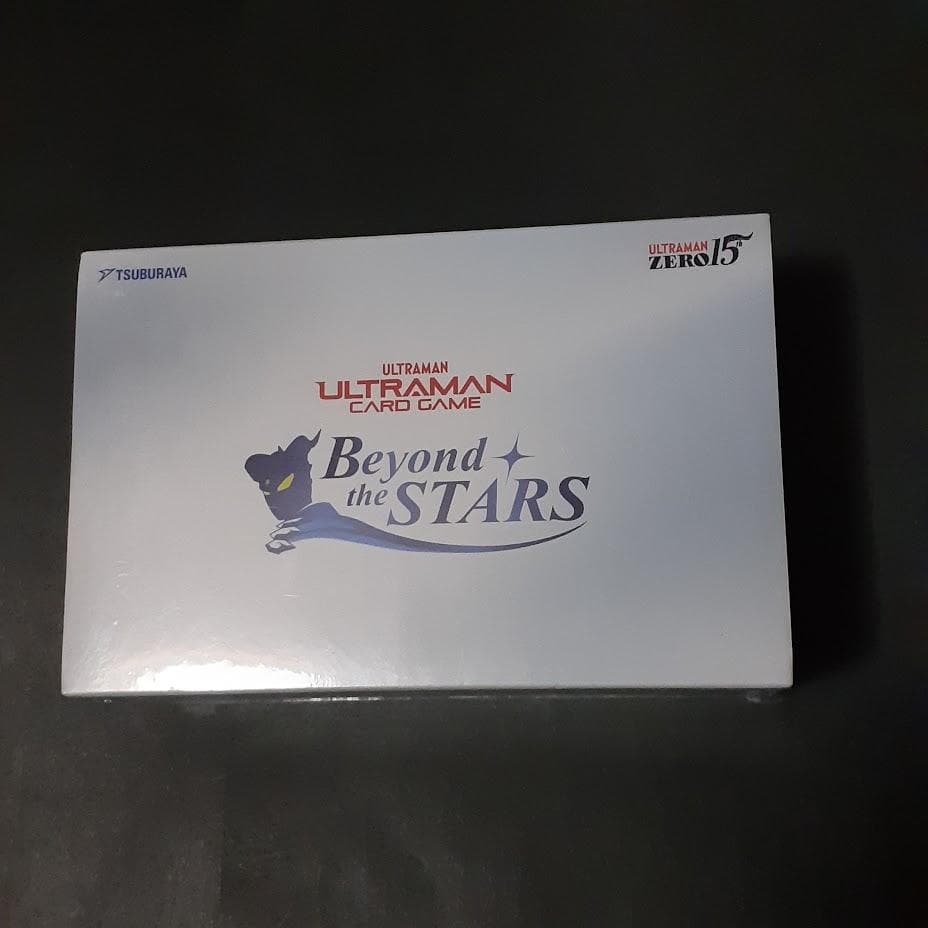 TSUBURAYA
ULTRAMAN
ZERO 15th
ULTRAMAN
ULTRAMAN
CARD GAME
Beyond
the STARS